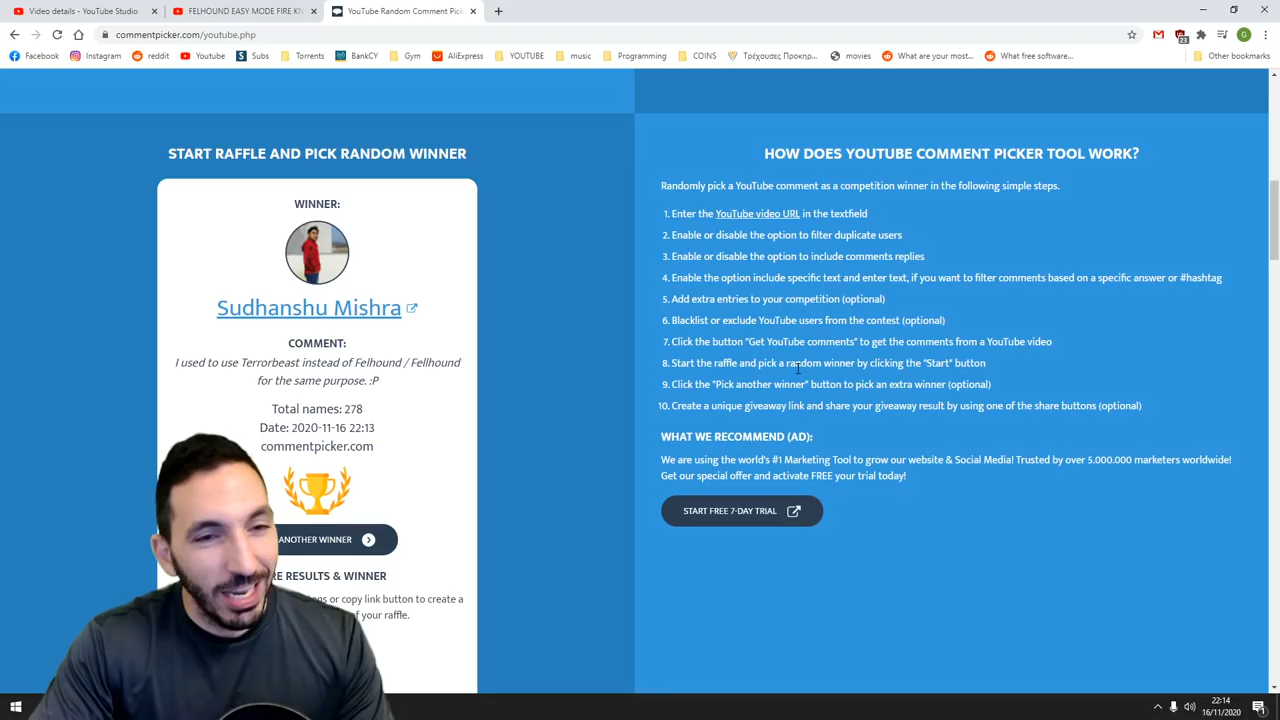 Video details - YouTube Studio
FELHOUND EASY MODE FIRE KN
YouTube Random Comment Pick
commentpicker.com/youtube.php
23
G
Facebook
Instagram
reddit
Youtube
Subs
Torrents
BankCY
Gym
AliExpress
YOUTUBE
music
Programming
COINS
Τρέχουσες Προκηρ...
movies
What are your most...
What free software...
Other bookmarks
START RAFFLE AND PICK RANDOM WINNER
WINNER:
Sudhanshu Mishra
COMMENT:
I used to use Terrorbeast instead of Felhound / Fellhound
for the same purpose. :P
Total names: 278
Date: 2020-11-16 22:13
commentpicker.com
ANOTHER WINNER
RE RESULTS & WINNER
or copy link button to create a
of your raffle.
HOW DOES YOUTUBE COMMENT PICKER TOOL WORK?
Randomly pick a YouTube comment as a competition winner in the following simple steps.
1. Enter the YouTube video URL in the textfield
2. Enable or disable the option to filter duplicate users
3. Enable or disable the option to include comments replies
4. Enable the option include specific text and enter text, if you want to filter comments based on a specific answer or #hashtag
5. Add extra entries to your competition (optional)
6. Blacklist or exclude YouTube users from the contest (optional)
7. Click the button "Get YouTube comments" to get the comments from a YouTube video
8. Start the raffle and pick a random winner by clicking the "Start" button
9. Click the "Pick another winner" button to pick an extra winner (optional)
10. Create a unique giveaway link and share your giveaway result by using one of the share buttons (optional)
WHAT WE RECOMMEND (AD):
We are using the world's #1 Marketing Tool to grow our website & Social Media! Trusted by over 5.000.000 marketers worldwide!
Get our special offer and activate FREE your trial today!
START FREE 7-DAY TRIAL
22:14
16/11/2020